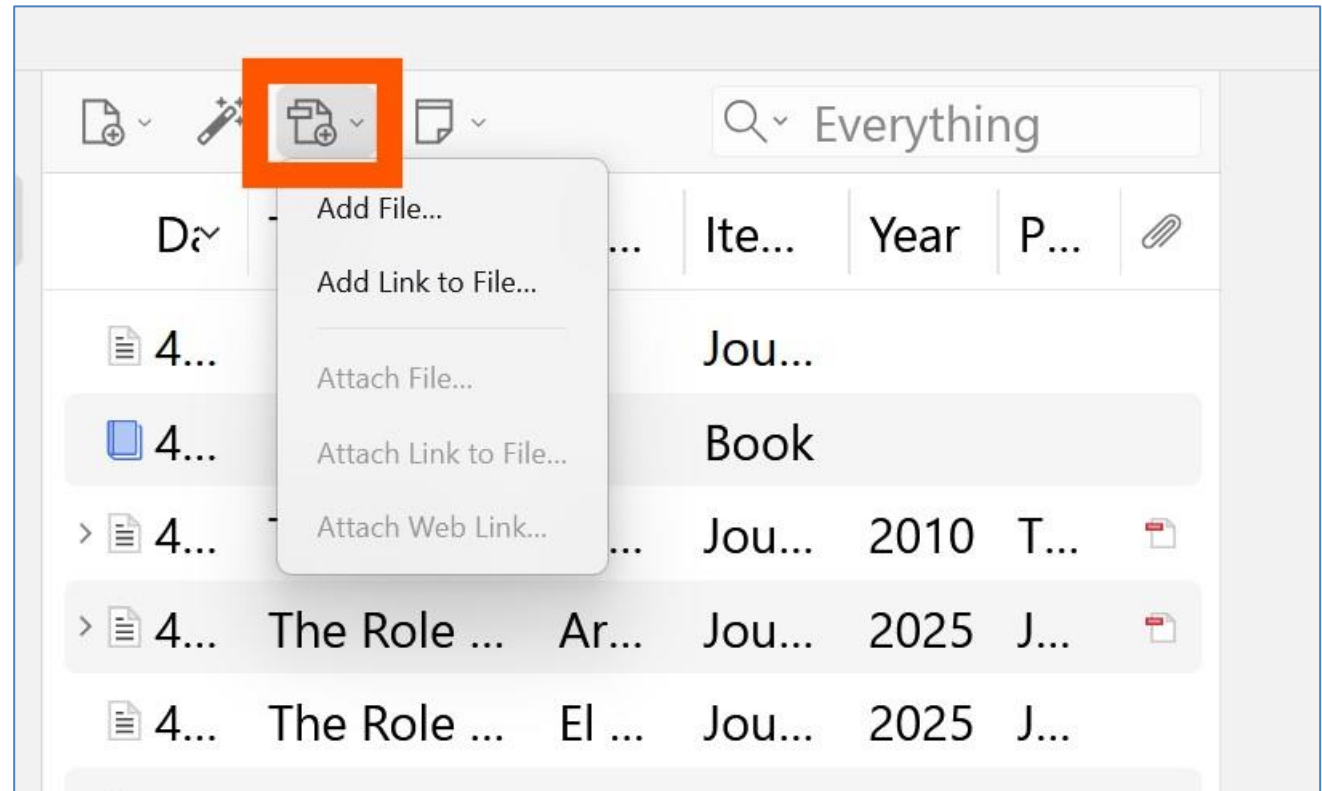 Everything
Da
Ite... Year P...
Add File...
Add Link to File...
Attach File...
Attach Link to File...
Attach Web Link...
4... Jou...
4... Book
4... T ... Jou... 2010 T...
4... The Role ... Ar... Jou... 2025 J...
4... The Role ... El ... Jou... 2025 J...